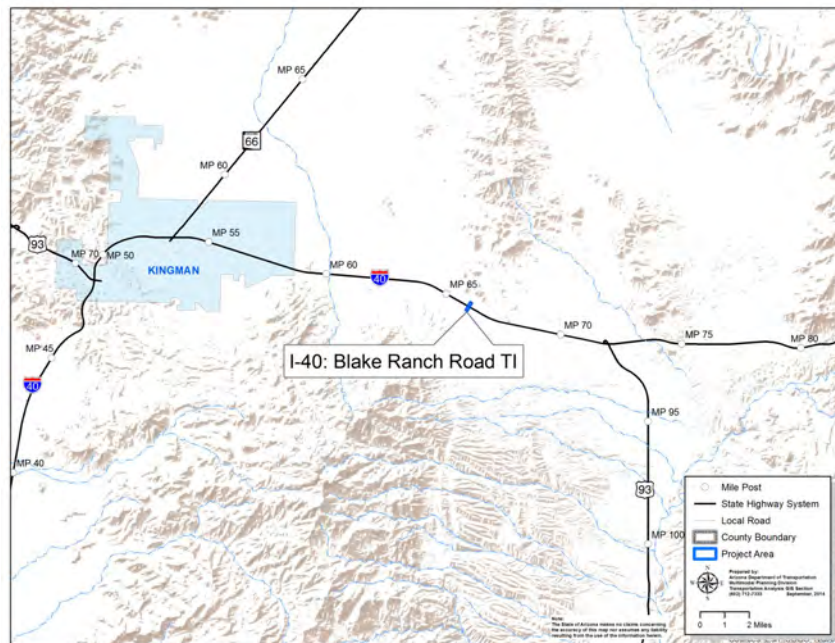 MP 65
66
MP 60
93
MP 55
MP 70
MP 50
KINGMAN
MP 60
40
MP 65
MP 70
MP 75
MP 80
I-40: Blake Ranch Road TI
MP 45
40
MP 40
MP 95
93
MP 100
Mile Post
State Highway System
Local Road
County Boundary
Project Area
N
W
E
S
Prepared by:
Arizona Department of Transportation
Multimodal Planning Division
Transportation Analysis GIS Section
September, 2014
0 1 2 Miles
Note:
The State of Arizona makes no claims concerning
the accuracy of this map nor assumes any liability
resulting from the use of the information herein.